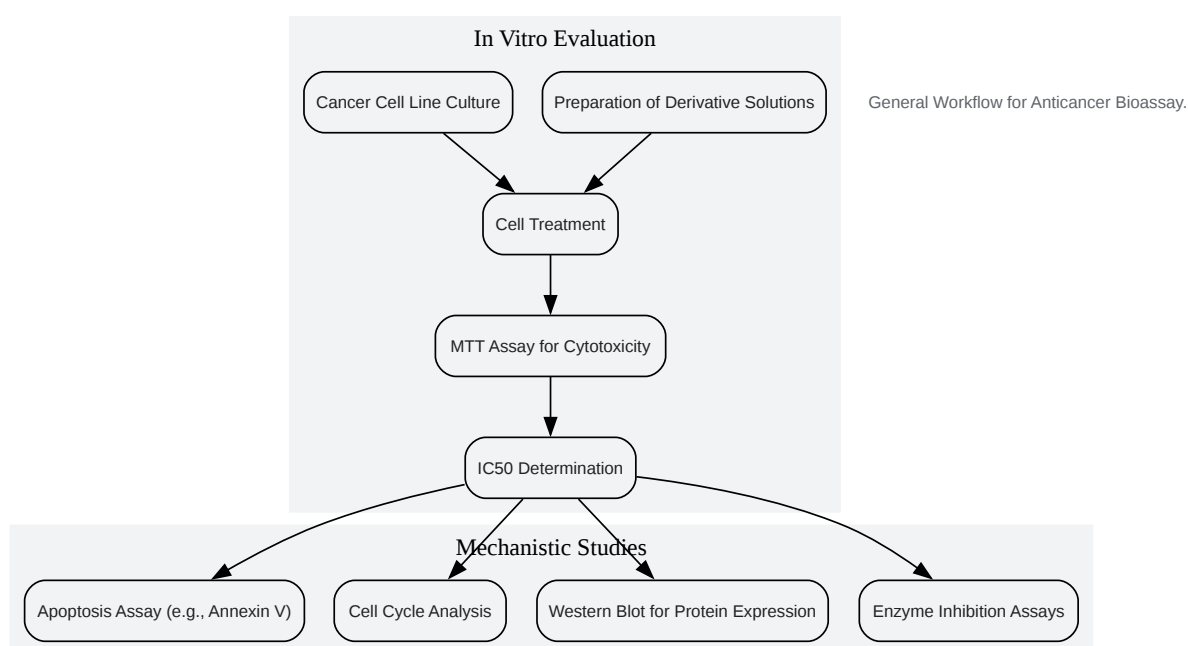 In Vitro Evaluation
Cancer Cell Line Culture
Preparation of Derivative Solutions
General Workflow for Anticancer Bioassay.
Cell Treatment
MTT Assay for Cytotoxicity
IC50 Determination
Mechanistic Studies
Apoptosis Assay (e.g., Annexin V)
Cell Cycle Analysis
Western Blot for Protein Expression
Enzyme Inhibition Assays